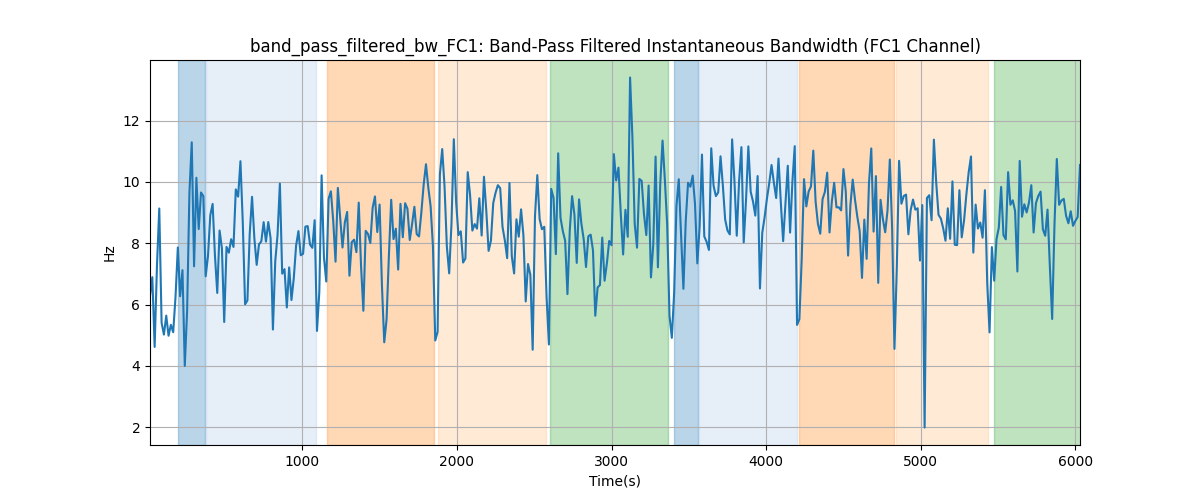 band_pass_filtered_bw_FC1: Band-Pass Filtered Instantaneous Bandwidth (FC1 Channel)
12
10
8
6
4
2
Hz
1000 2000 3000 4000 5000 6000
Time(s)